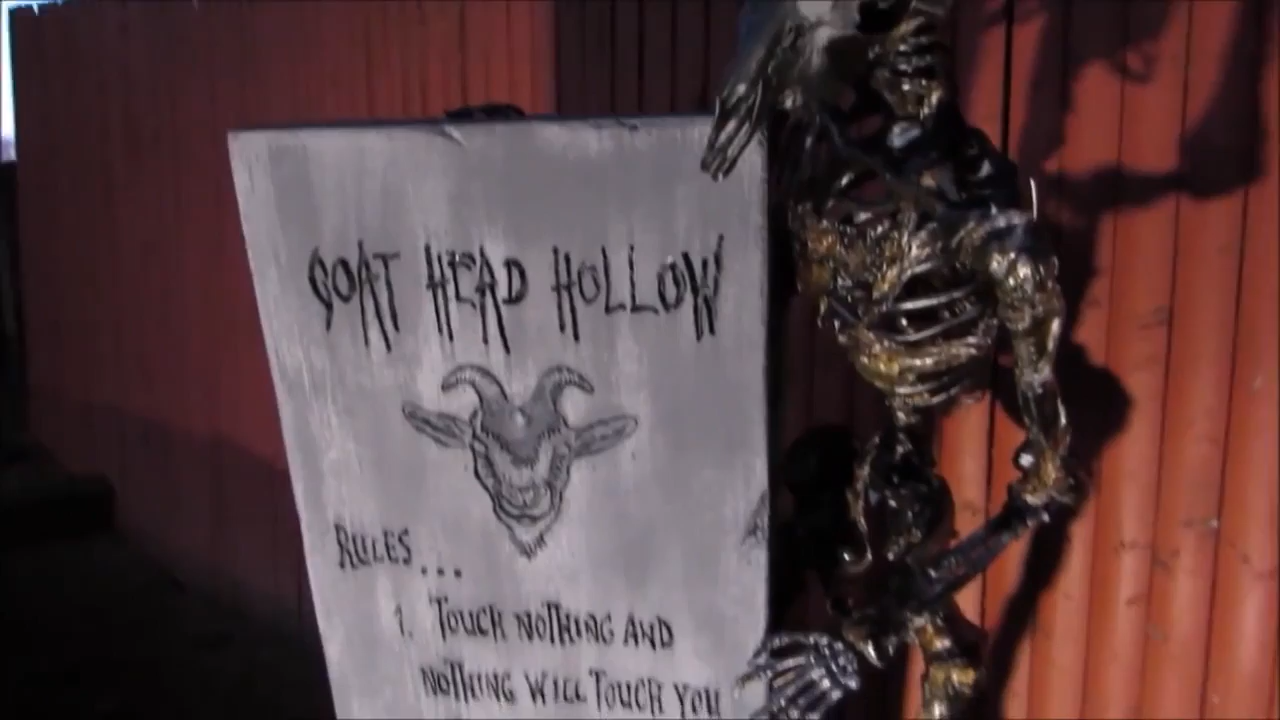 GOAT HEAD HOLLOW
RULES...
1. TOUCH NOTHING AND
NOTHING WILL TOUCH YOU